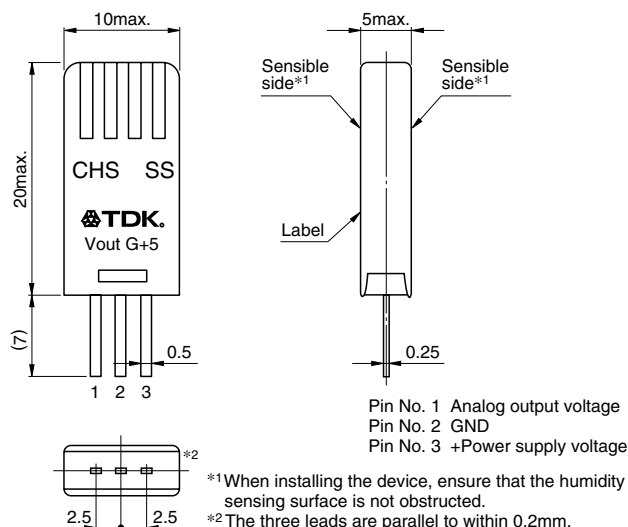 10max.
5max.
Sensible side*1
Sensible side*1
20max.
CHS SS
TDK.
Vout G+5
Label
(7)
0.5
0.25
1 2 3
Pin No. 1 Analog output voltage
Pin No. 2 GND
Pin No. 3 +Power supply voltage
*2
2.5 2.5
*1 When installing the device, ensure that the humidity
sensing surface is not obstructed.
*2 The three leads are parallel to within 0.2mm.